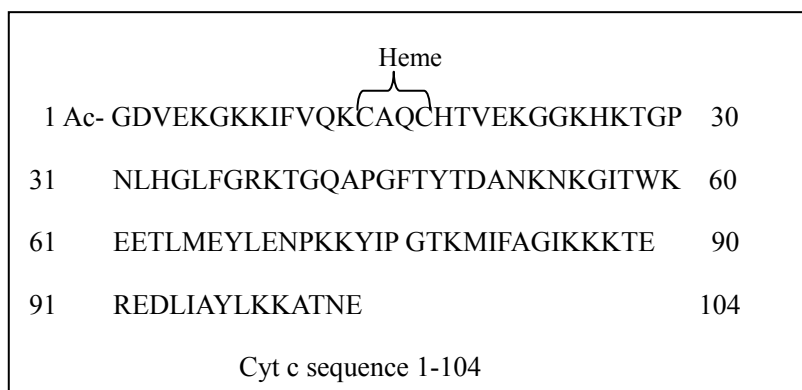 Heme
1 Ac- GDVEKGKKIFVQKCAQCHTVEKGGKHKTGP 30
31 NLHGLFGRKTGQAPGFTYTDANKNKGITWK 60
61 EETLMEYLENPKKYIP GTKMIFAGIKKKTE 90
91 REDLIAYLKKATNE 104
Cyt c sequence 1-104